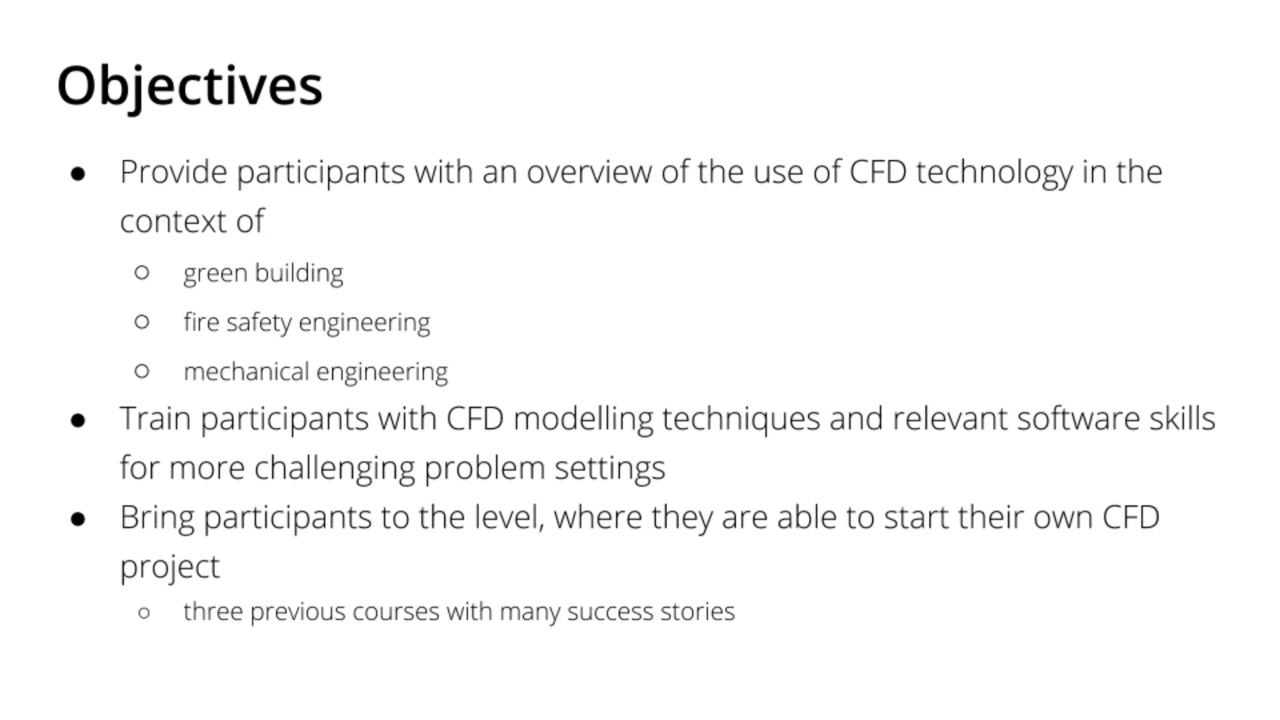 Objectives
● Provide participants with an overview of the use of CFD technology in the
context of
○ green building
○ fire safety engineering
○ mechanical engineering
● Train participants with CFD modelling techniques and relevant software skills
for more challenging problem settings
● Bring participants to the level, where they are able to start their own CFD
project
○ three previous courses with many success stories